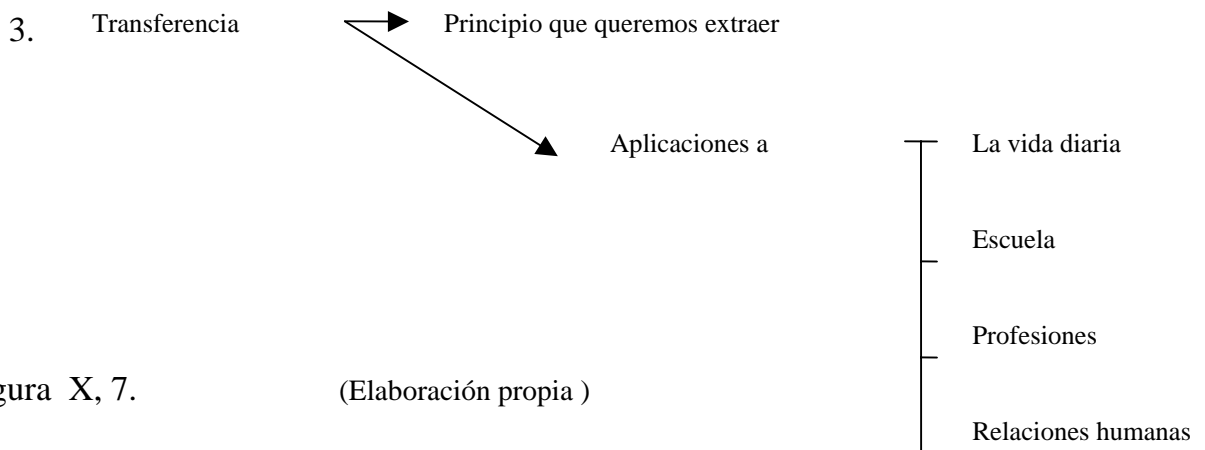 3. Transferencia Principio que queremos extraer
Aplicaciones a La vida diaria
Escuela
Profesiones
gura X, 7. (Elaboración propia )
Relaciones humanas